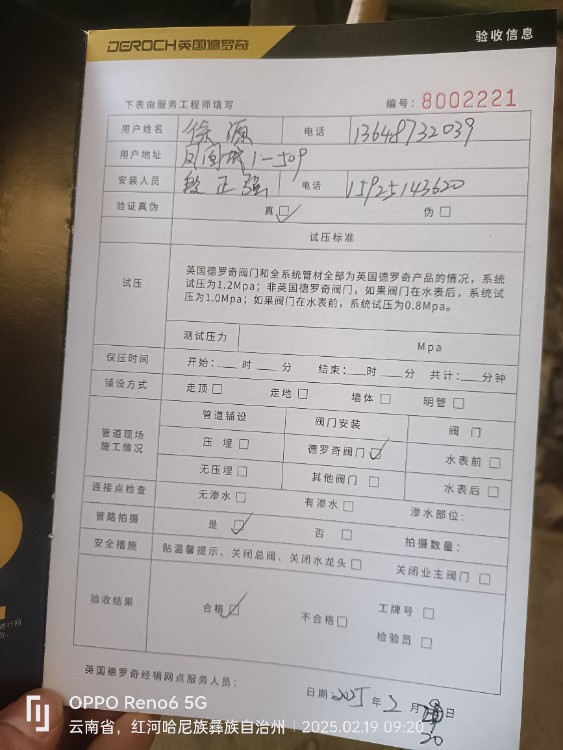 DEROCH英国德罗奇
验收信息
下表由服务工程师填写
编号：8002221
用户姓名 徐源 电话 13648732039
用户地址 凤凰城1-509
安装人员 段正强 电话 15925143620
验证真伪 真 ☑ 伪 □
试压标准
试压
英国德罗奇阀门和全系统管材全部为英国德罗奇产品的情况，系统
试压为1.2Mpa；非英国德罗奇阀门，如果阀门在水表后，系统试
压为1.0Mpa；如果阀门在水表前，系统试压为0.8Mpa。
测试压力 Mpa
保压时间 开始：__时__分 结束：__时__分 共计：__分钟
铺设方式 走顶 □ 走地 □ 墙体 □ 明管 □
管道现场
施工情况
管道铺设 阀门安装 阀门
压埋 □ 德罗奇阀门 ☑ 水表前 □
无压埋 □ 其他阀门 □ 水表后 □
连接点检查 无渗水 □ 有渗水 □ 渗水部位：
管路拍摄 是 ☑ 否 □ 拍摄数量：
安全措施 贴温馨提示、关闭总阀、关闭水龙头 □ 关闭业主阀门 □
验收结果 合格 ☑ 不合格 □ 工牌号 □
检验员 □
英国德罗奇经销网点服务人员：
日期：2025年2月 日
OPPO Reno6 5G
云南省，红河哈尼族彝族自治州 | 2025.02.19 09:20